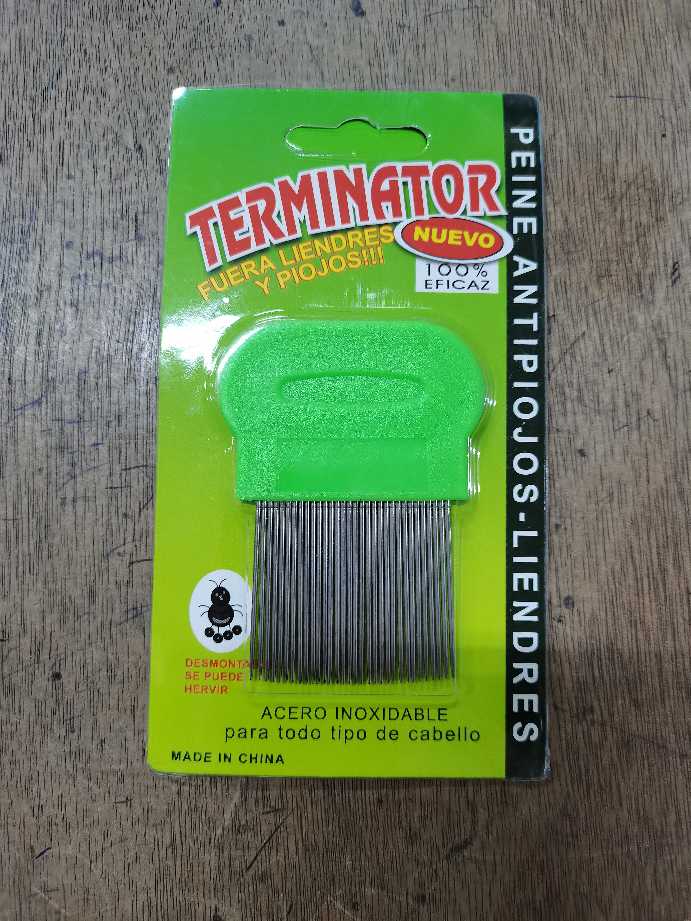 TERMINATOR
FUERA LIENDRES
Y PIOJOS!!!
NUEVO
100%
EFICAZ
PEINE ANTIPIOJOS-LIENDRES
SE PUEDE
HERVIR
ACERO INOXIDABLE
para todo tipo de cabello
MADE IN CHINA